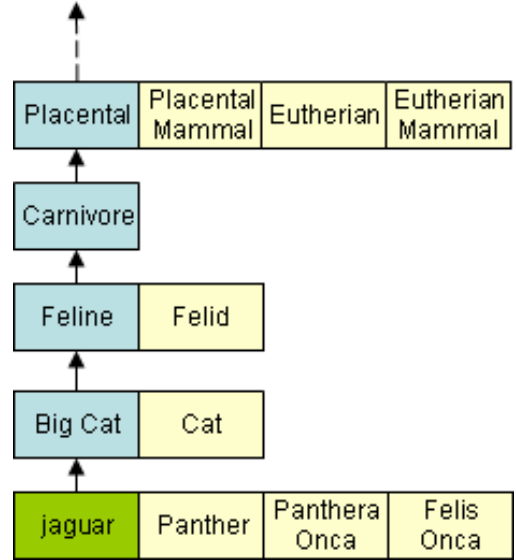 Placental
Placental
Mammal
Eutherian
Eutherian
Mammal
Carnivore
Feline
Felid
Big Cat
Cat
jaguar
Panther
Panthera
Onca
Felis
Onca